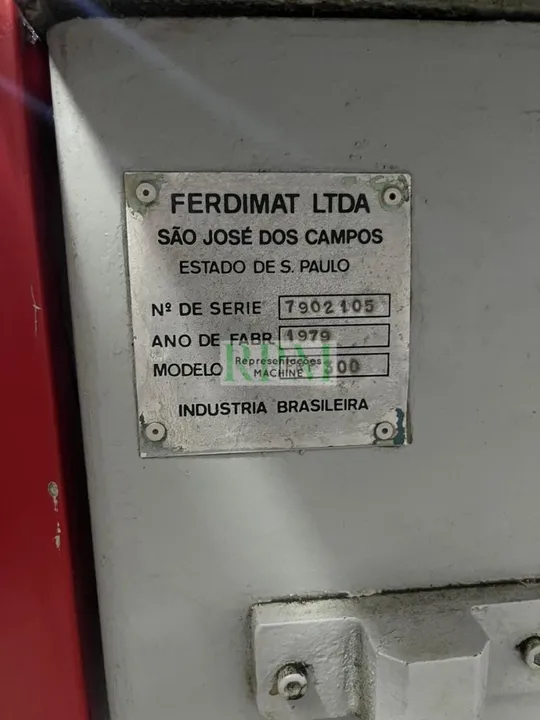 FERDIMAT LTDA
SÃO JOSÉ DOS CAMPOS
ESTADO DE S. PAULO
Nº DE SERIE 7902105
ANO DE FABR 1979
MODELO 300
RPM
Representações
MACHINE
INDUSTRIA BRASILEIRA